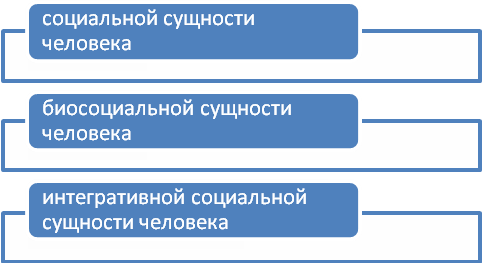 социальной сущности
человека
биосоциальной сущности
человека
интегративной социальной
сущности человека